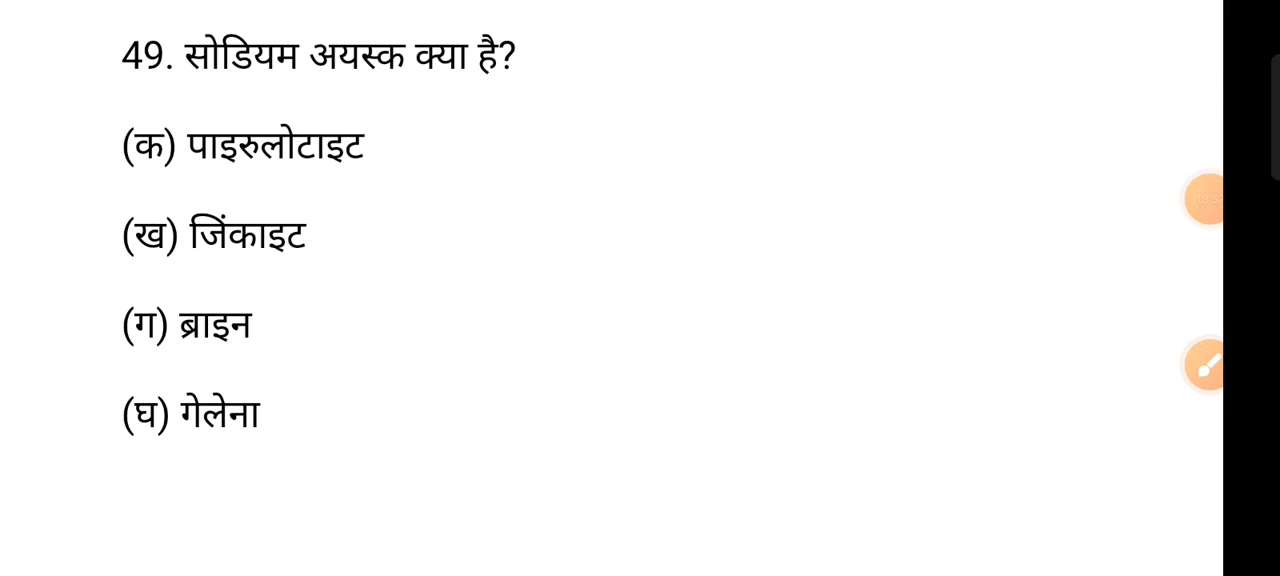 49. सोडियम अयस्क क्या है?
(क) पाइरुलोटाइट
(ख) जिंकाइट
(ग) ब्राइन
(घ) गेलेना